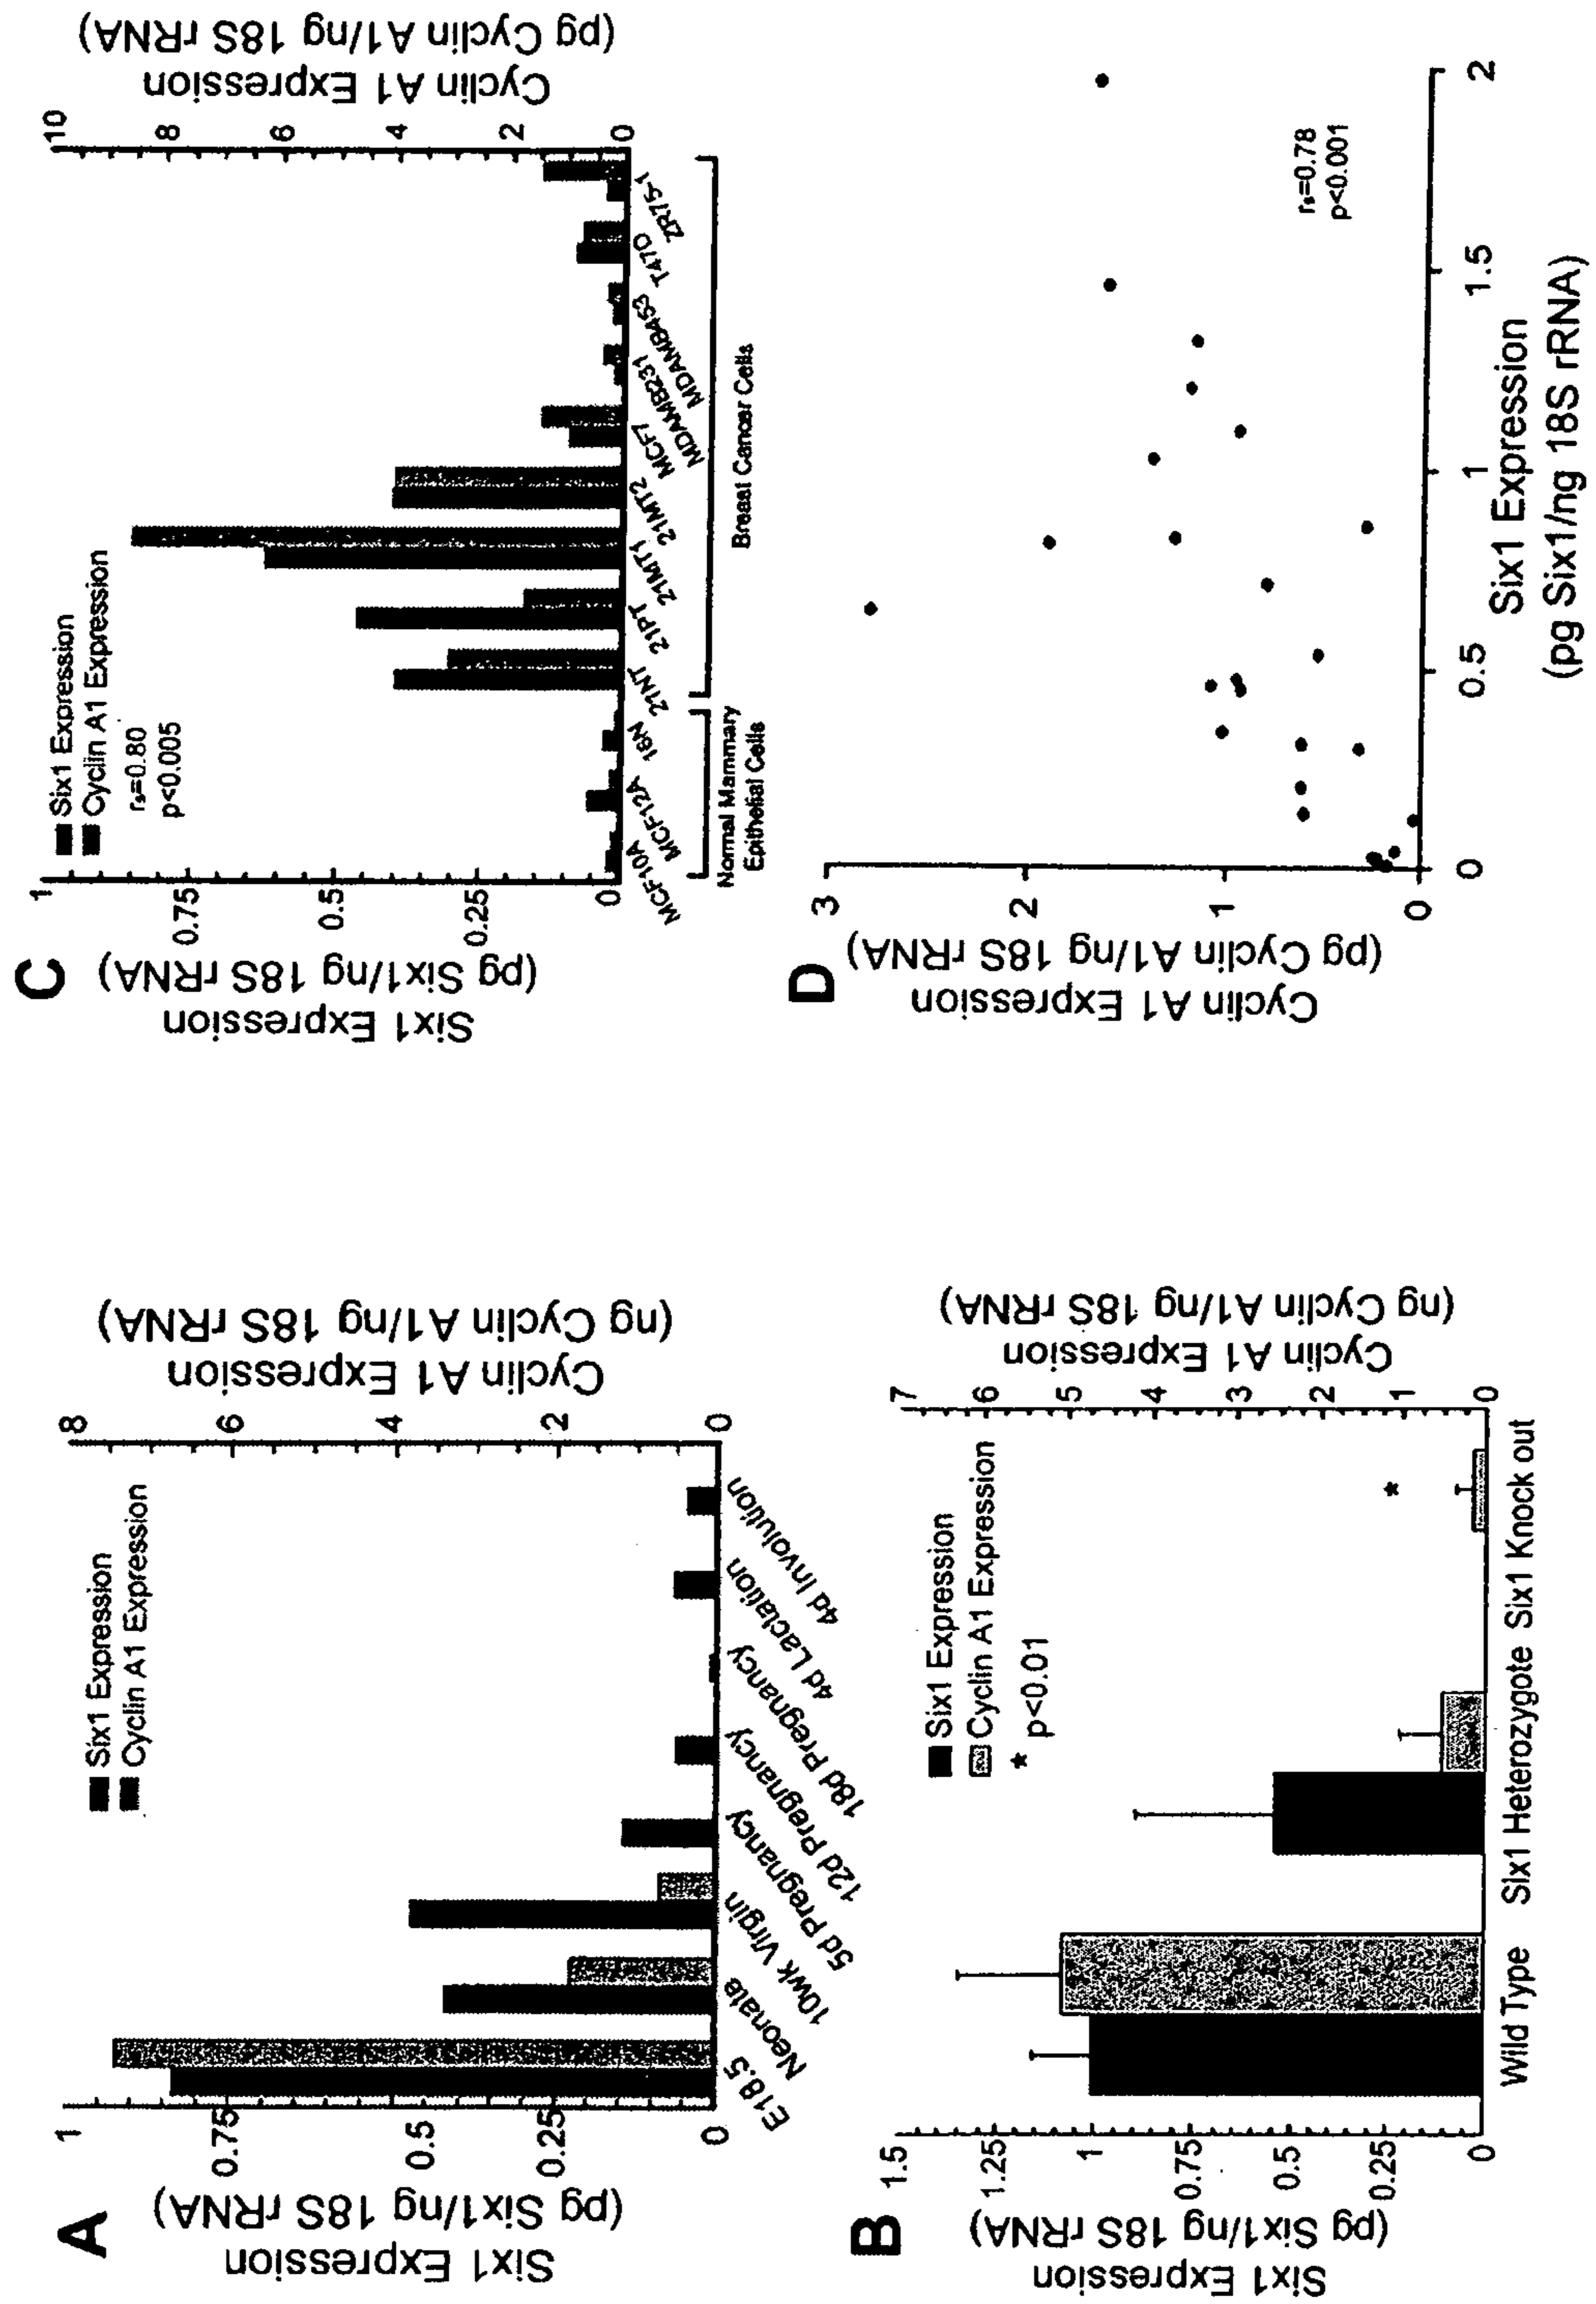 A
Six1 Expression
(pg Six1/ng 18S rRNA)
1
0.75
0.5
0.25
0
Six1 Expression
Cyclin A1 Expression
8
6
4
2
0
Cyclin A1 Expression
(ng Cyclin A1/ng 18S rRNA)
E18.5
Neonate
10wk Virgin
5d Pregnancy
12d Pregnancy
18d Pregnancy
4d Lactation
4d Involution
B
Six1 Expression
(pg Six1/ng 18S rRNA)
1.5
1.25
1
0.75
0.5
0.25
0
Six1 Expression
Cyclin A1 Expression
* p<0.01
*
7
6
5
4
3
2
1
0
Cyclin A1 Expression
(ng Cyclin A1/ng 18S rRNA)
Wild Type
Six1 Heterozygote
Six1 Knock out
C
Six1 Expression
(pg Six1/ng 18S rRNA)
1
0.75
0.5
0.25
0
Six1 Expression
Cyclin A1 Expression
rs=0.80
p<0.005
10
8
6
4
2
0
Cyclin A1 Expression
(pg Cyclin A1/ng 18S rRNA)
MCF10A
MCF12A
16N
21NT
21PT
21MT1
21MT2
MCF7
MDAMB231
MDAMB453
T47D
ZR75-1
Normal Mammary
Epithelial Cells
Breast Cancer Cells
D
Cyclin A1 Expression
(pg Cyclin A1/ng 18S rRNA)
3
2
1
0
rs=0.78
p<0.001
0
0.5
1
1.5
2
Six1 Expression
(pg Six1/ng 18S rRNA)